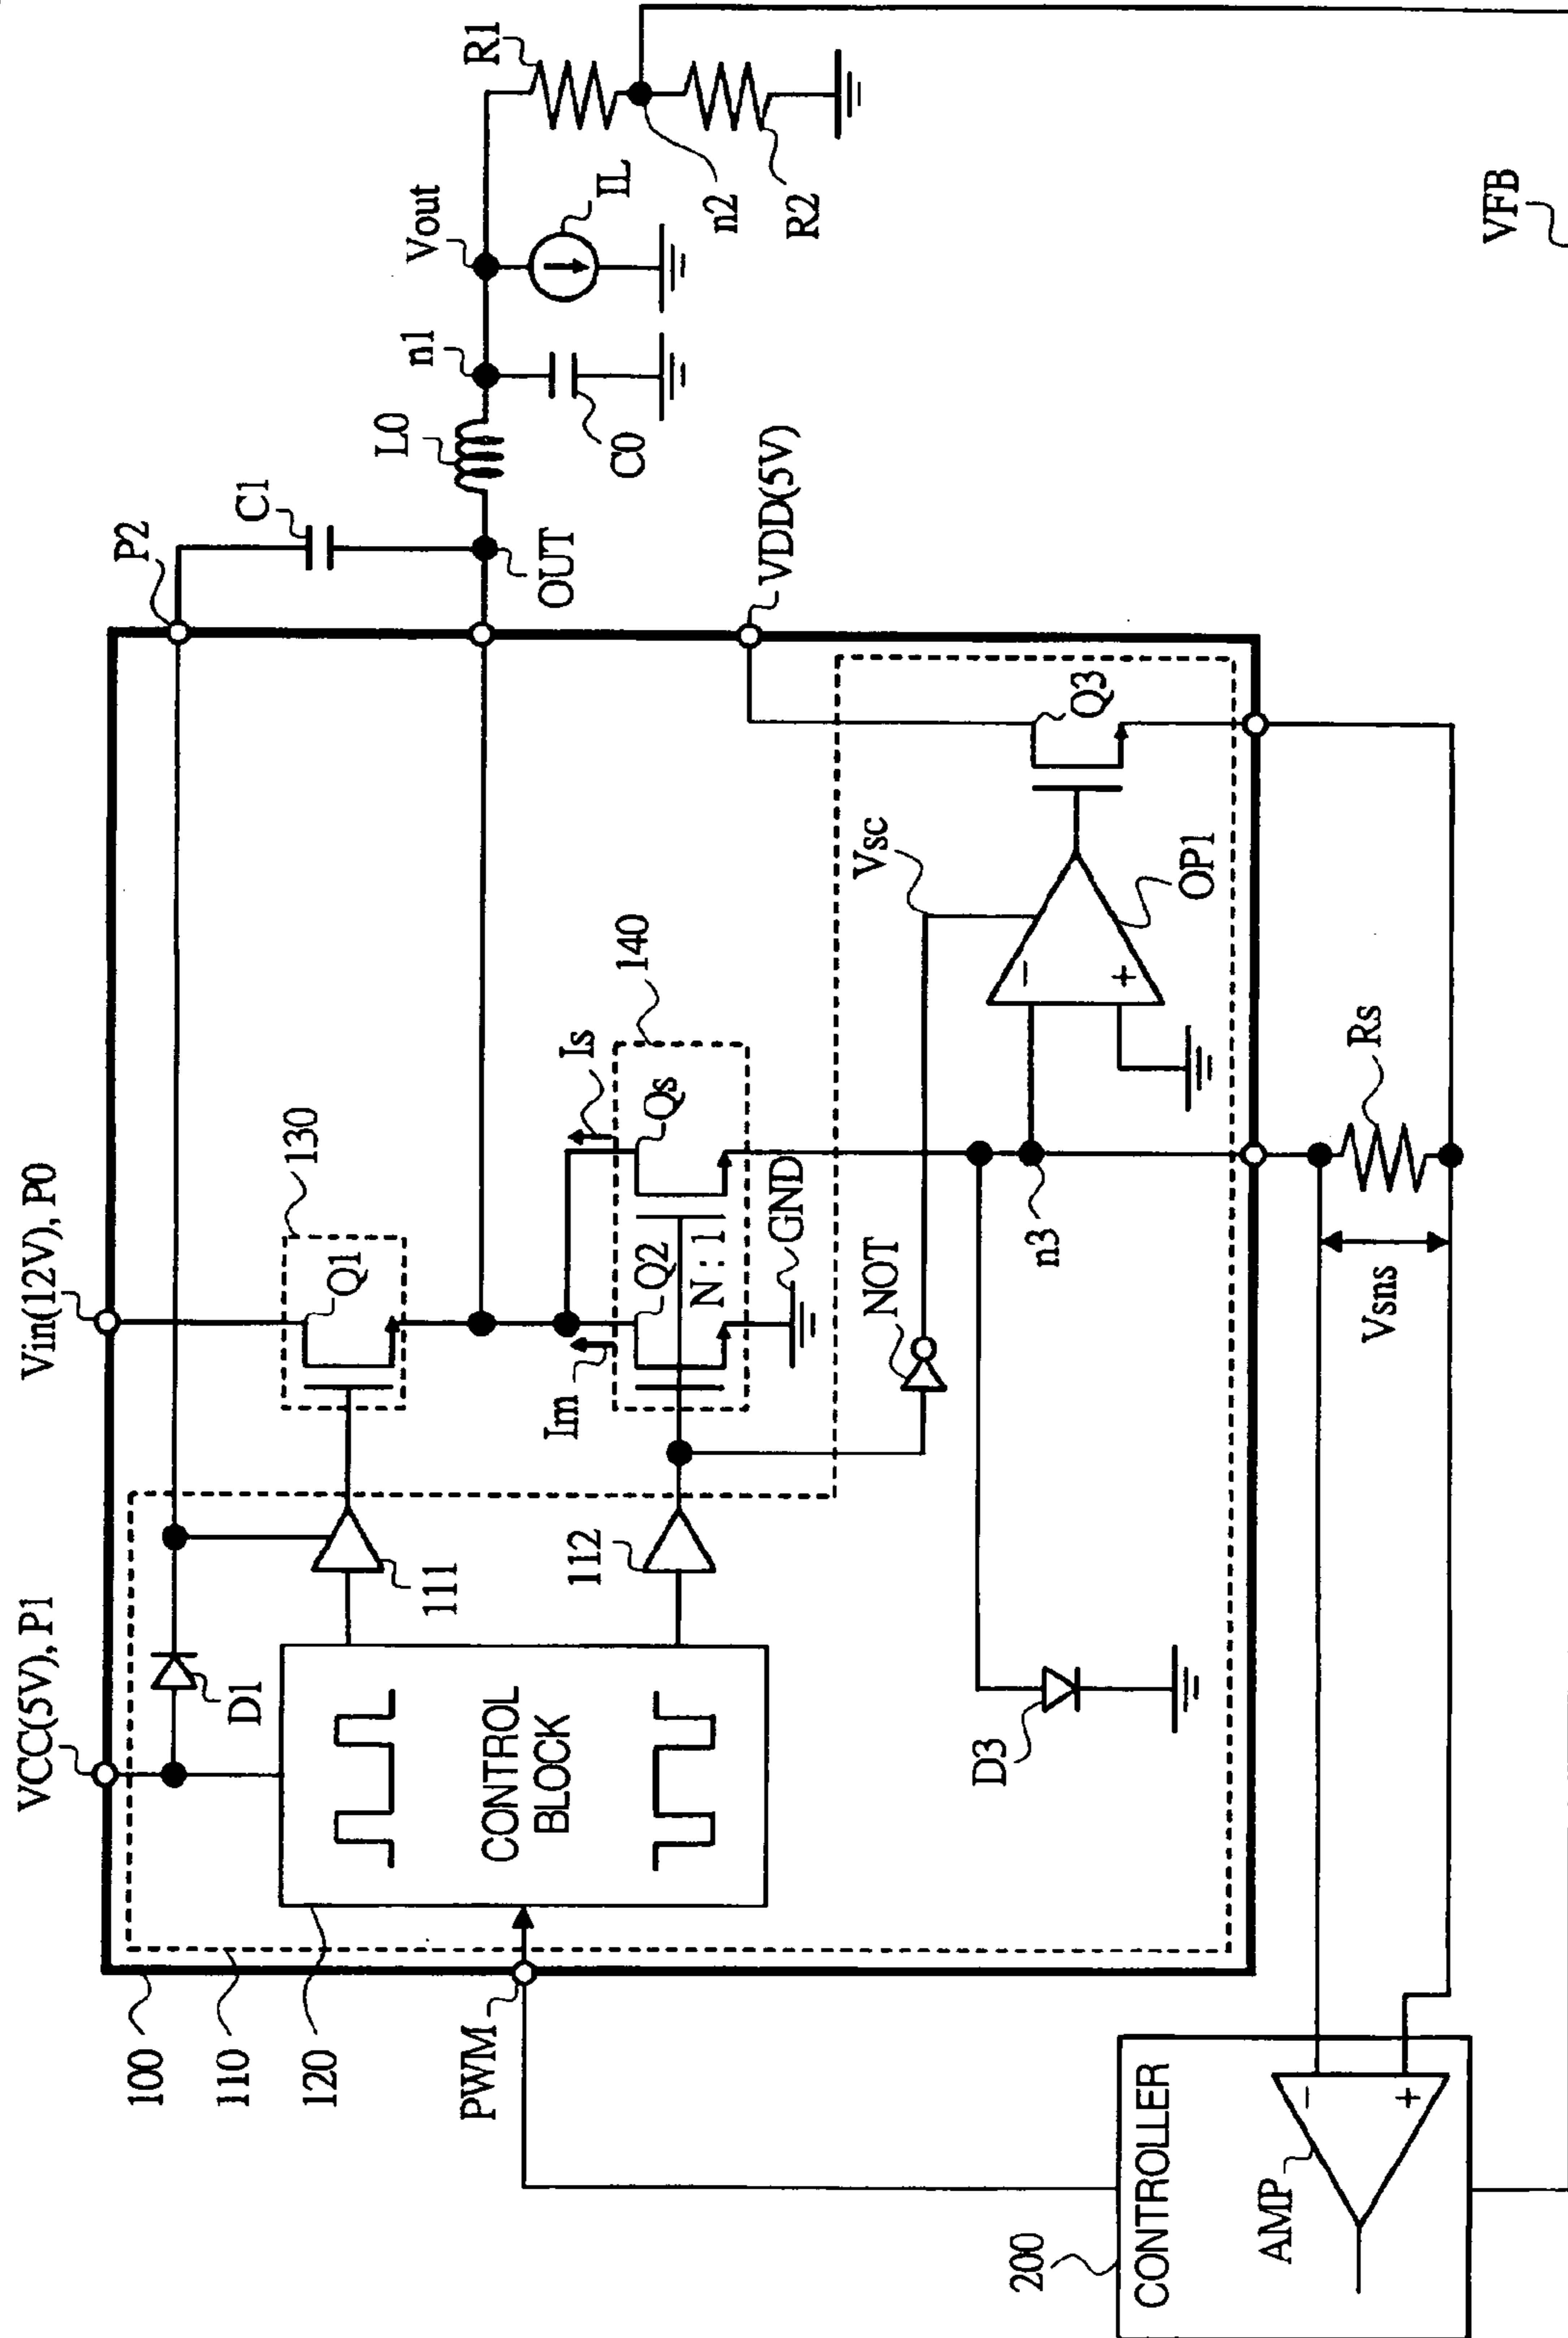 VCC(5V), P1
Vin(12V), P0
P2
C1
L0
n1
Vout
R1
100
110
120
D1
111
112
130
Q1
OUT
C0
IL
n2
R2
PWM
CONTROL
BLOCK
Im
Is
Q2
Qs
N : 1
GND
140
VDD(5V)
NOT
Vsc
Q3
OP1
−
+
D3
n3
Rs
Vsns
VFB
200
CONTROLLER
AMP
−
+